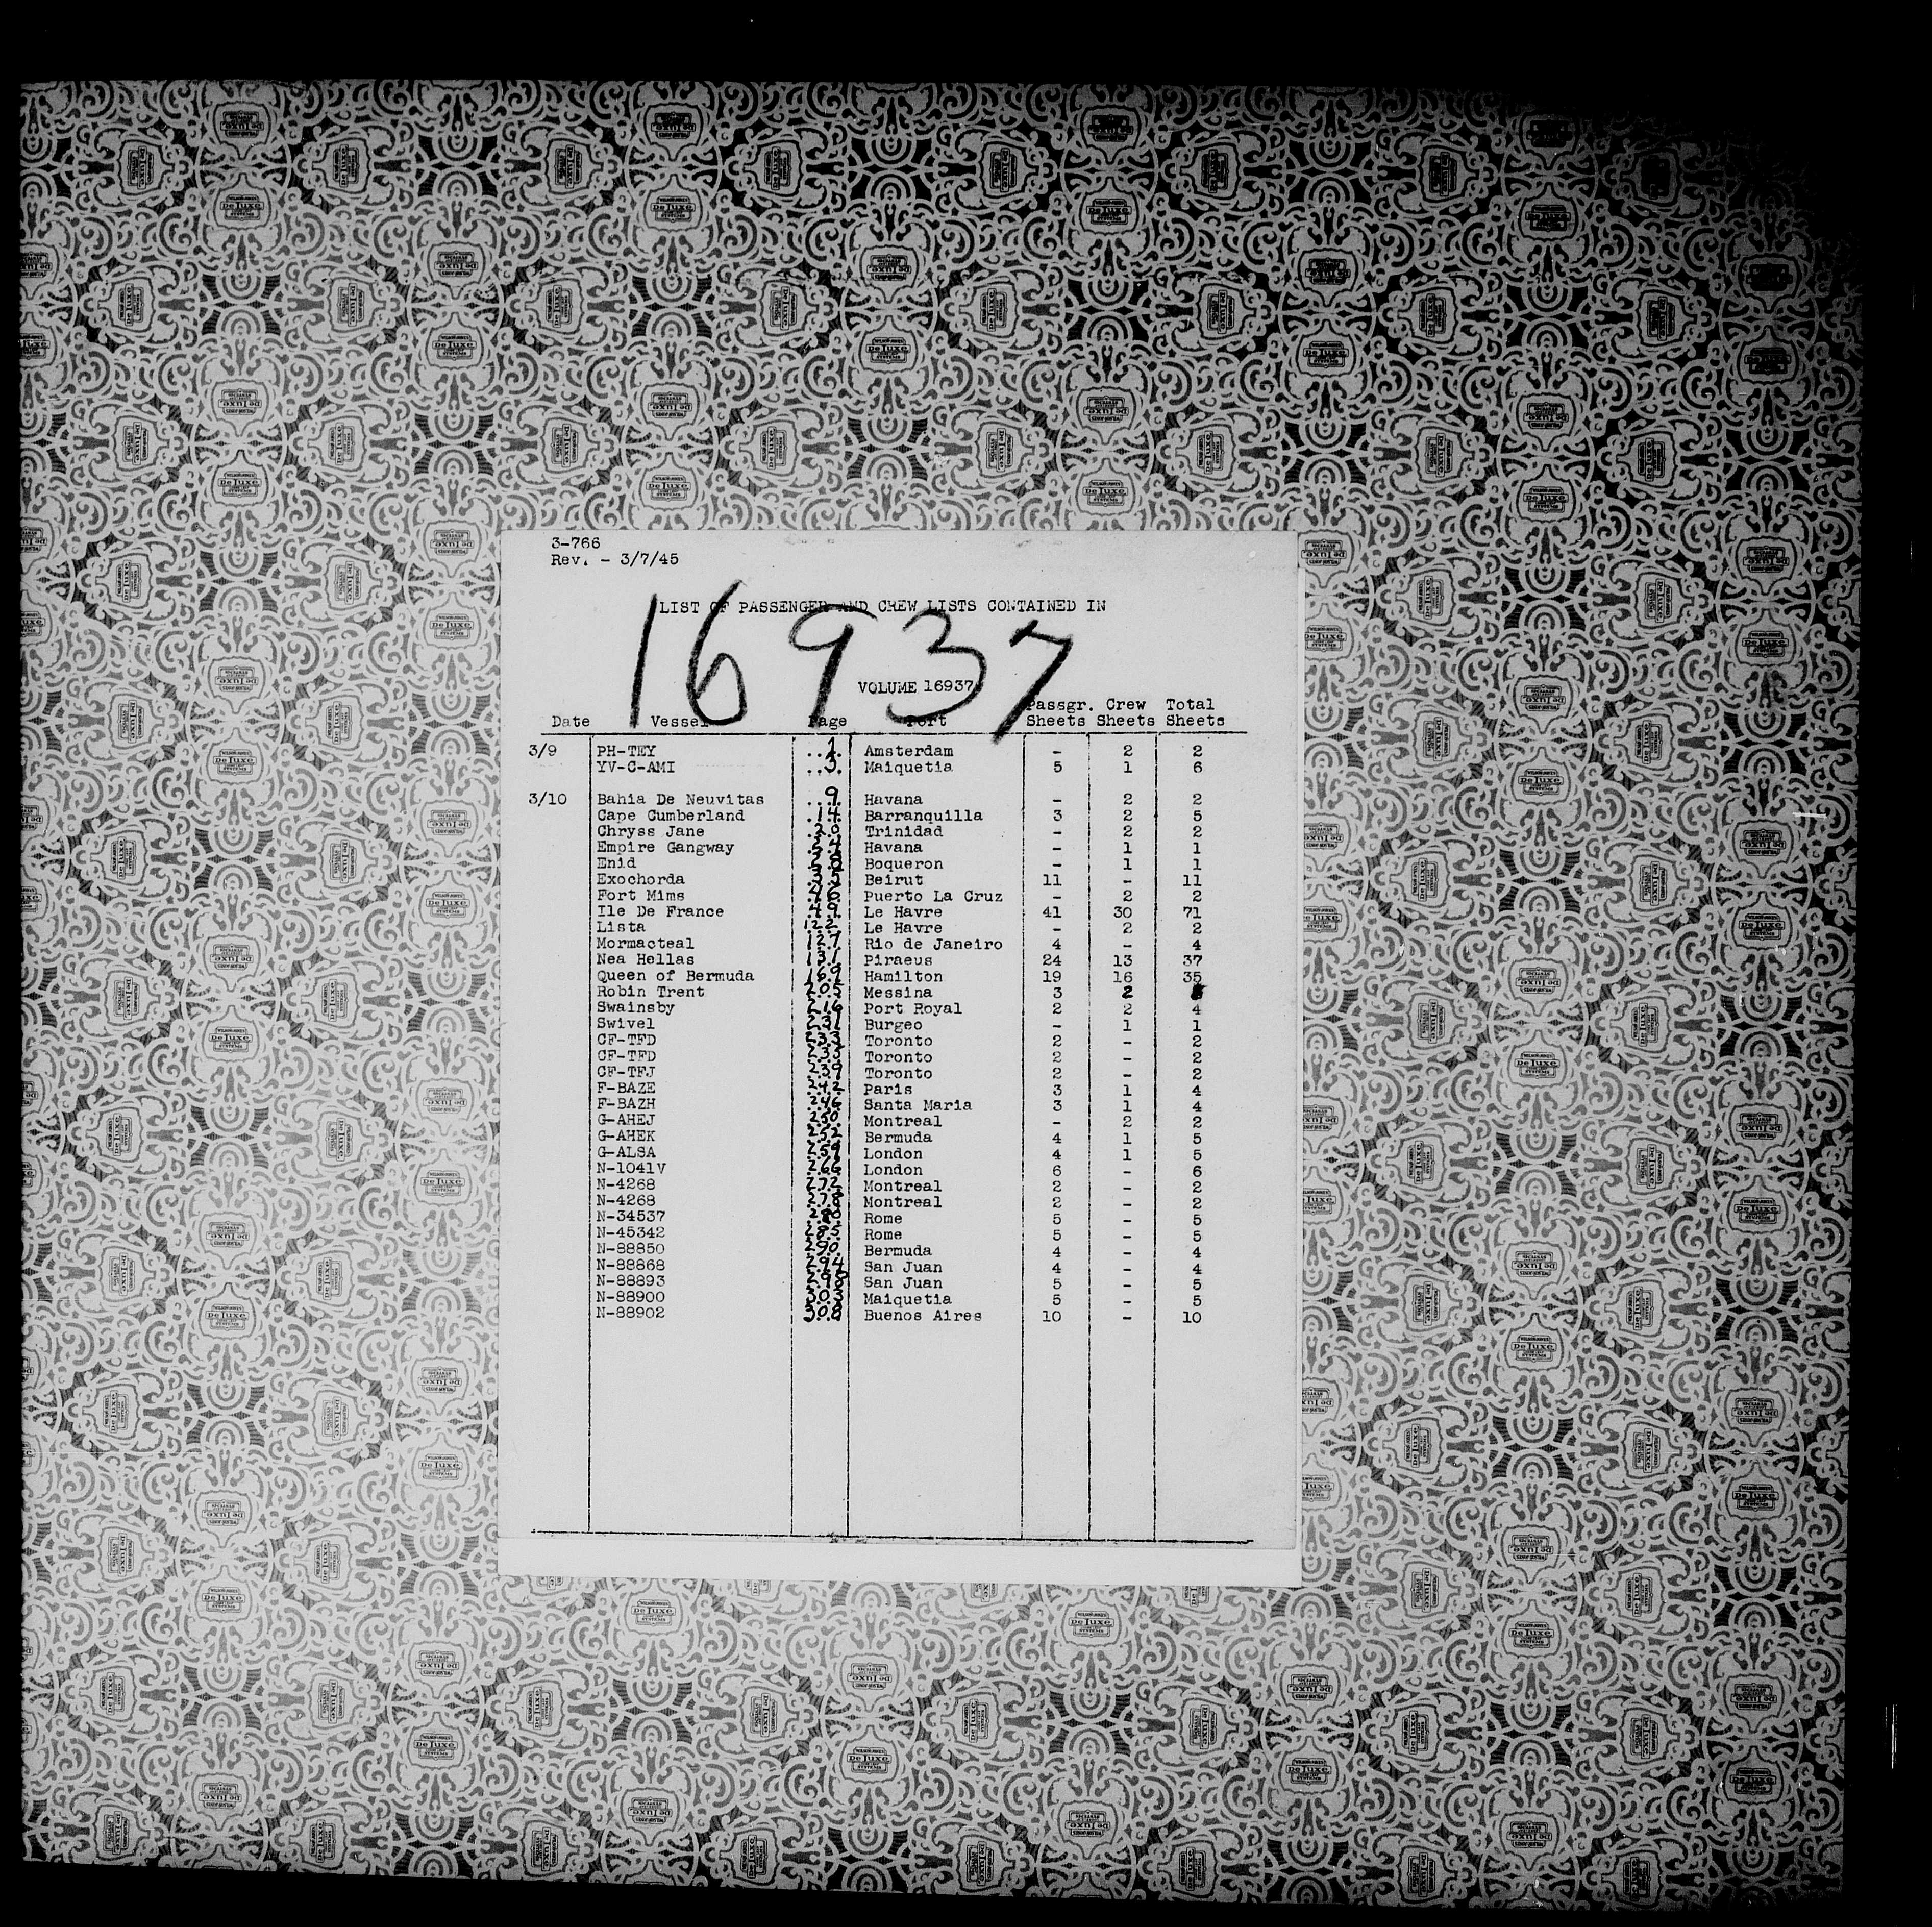 3-766
Rev. - 3/7/45
LIST OF PASSENGER AND CREW LISTS CONTAINED IN
16937
VOLUME 16937
Passgr. Crew Total
Date Vessel Page Port Sheets Sheets Sheets
3/9 PH-TEY 1 Amsterdam - 2 2
YV-C-AMI 3 Maiquetia 5 1 6
3/10 Bahia De Neuvitas 9 Havana - 2 2
Cape Cumberland 14 Barranquilla 3 2 5
Chryss Jane 20 Trinidad - 2 2
Empire Gangway 24 Havana - 1 1
Enid 28 Boqueron - 1 1
Exochorda 35 Beirut 11 - 11
Fort Mims 46 Puerto La Cruz - 2 2
Ile De France 49 Le Havre 41 30 71
Lista 122 Le Havre - 2 2
Mormacteal 127 Rio de Janeiro 4 - 4
Nea Hellas 131 Piraeus 24 13 37
Queen of Bermuda 169 Hamilton 19 16 35
Robin Trent 205 Messina 3 2
Swainsby 216 Port Royal 2 2 4
Swivel 231 Burgeo - 1 1
CF-TFD 233 Toronto 2 - 2
CF-TFD 235 Toronto 2 - 2
CF-TFJ 239 Toronto 2 - 2
F-BAZE 242 Paris 3 1 4
F-BAZH 246 Santa Maria 3 1 4
G-AHEJ 250 Montreal - 2 2
G-AHEK 252 Bermuda 4 1 5
G-ALSA 259 London 4 1 5
N-1041V 266 London 6 - 6
N-4268 272 Montreal 2 - 2
N-4268 278 Montreal 2 - 2
N-34537 280 Rome 5 - 5
N-45342 285 Rome 5 - 5
N-88850 290 Bermuda 4 - 4
N-88868 294 San Juan 4 - 4
N-88893 298 San Juan 5 - 5
N-88900 303 Maiquetia 5 - 5
N-88902 308 Buenos Aires 10 - 10